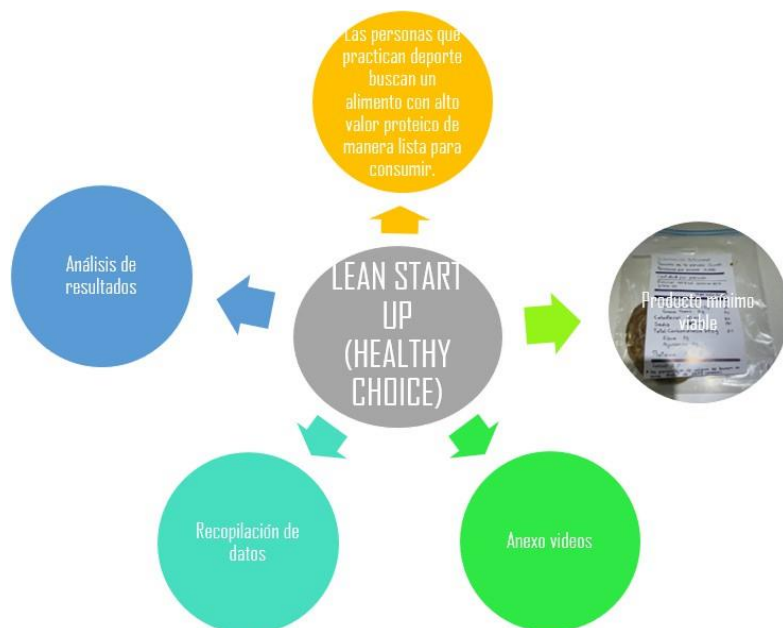 Las personas que
practican deporte
buscan un
alimento con alto
valor proteico de
manera lista para
consumir.
LEAN START
UP
(HEALTHY
CHOICE)
Producto mínimo
viable
Anexo videos
Recopilación de
datos
Análisis de
resultados